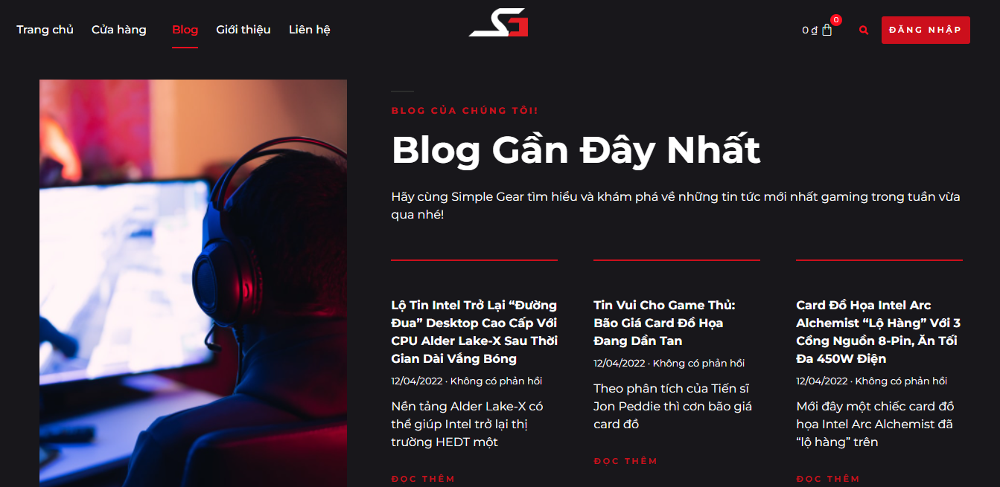 Trang chủ
Cửa hàng
Blog
Giới thiệu
Liên hệ
SG
0 ₫
0
ĐĂNG NHẬP
BLOG CỦA CHÚNG TÔI!
Blog Gần Đây Nhất
Hãy cùng Simple Gear tìm hiểu và khám phá về những tin tức mới nhất gaming trong tuần vừa
qua nhé!
Lộ Tin Intel Trở Lại “Đường
Đua” Desktop Cao Cấp Với
CPU Alder Lake-X Sau Thời
Gian Dài Vắng Bóng
12/04/2022 · Không có phản hồi
Nền tảng Alder Lake-X có
thể giúp Intel trở lại thị
trường HEDT một
ĐỌC THÊM
Tin Vui Cho Game Thủ:
Bão Giá Card Đồ Họa
Đang Dần Tan
12/04/2022 · Không có phản hồi
Theo phân tích của Tiến sĩ
Jon Peddie thì cơn bão giá
card đồ
ĐỌC THÊM
Card Đồ Họa Intel Arc
Alchemist “Lộ Hàng” Với 3
Cổng Nguồn 8-Pin, Ăn Tối
Đa 450W Điện
12/04/2022 · Không có phản hồi
Mới đây một chiếc card đồ
họa Intel Arc Alchemist đã
“lộ hàng” trên
ĐỌC THÊM